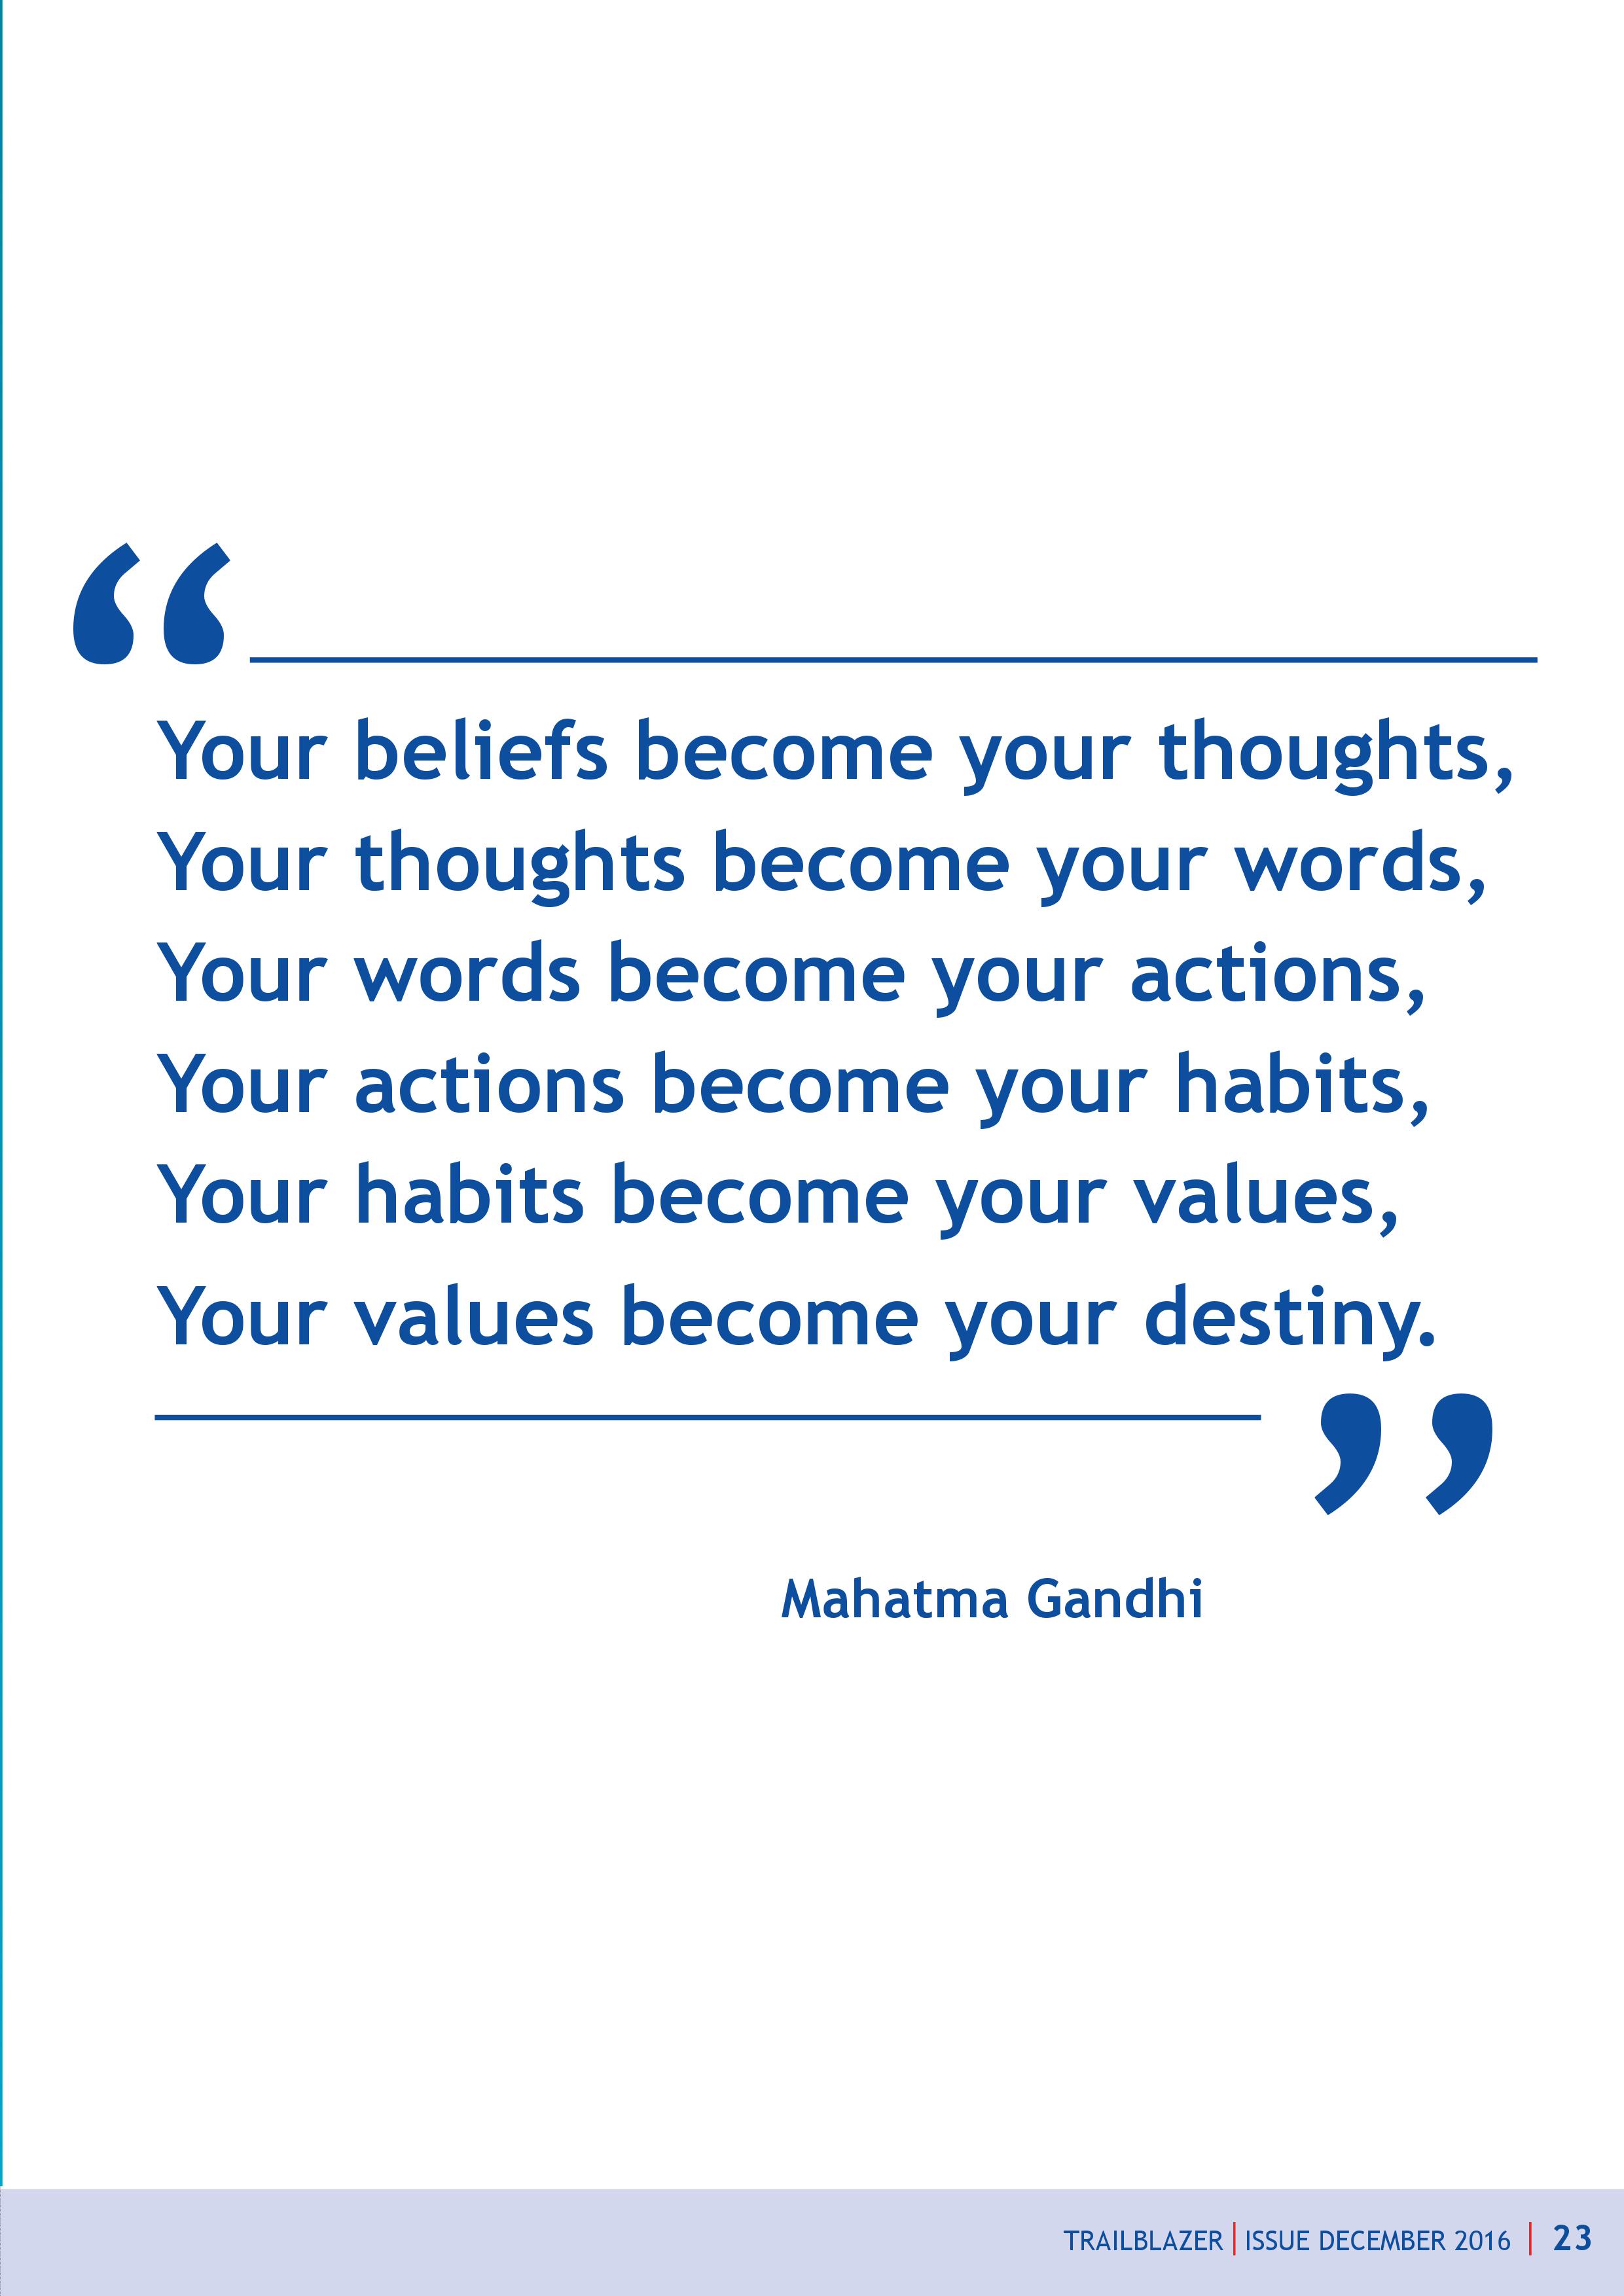 “
Your beliefs become your thoughts,
Your thoughts become your words,
Your words become your actions,
Your actions become your habits,
Your habits become your values,
Your values become your destiny.
”
Mahatma Gandhi
TRAILBLAZER | ISSUE DECEMBER 2016 | 23